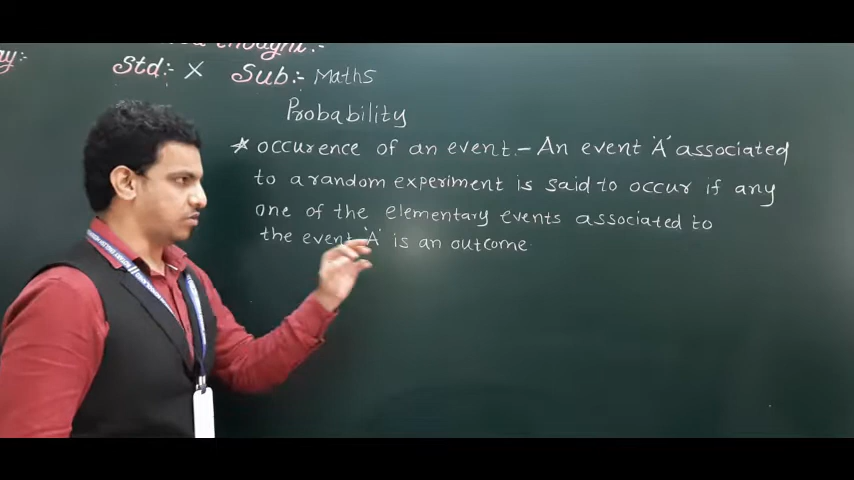 thought:-
Std:- X Sub:- Maths
Probability
* occurence of an event.- An event 'A' associated
to a random experiment is said to occur if any
one of the elementary events associated to
the event 'A' is an outcome